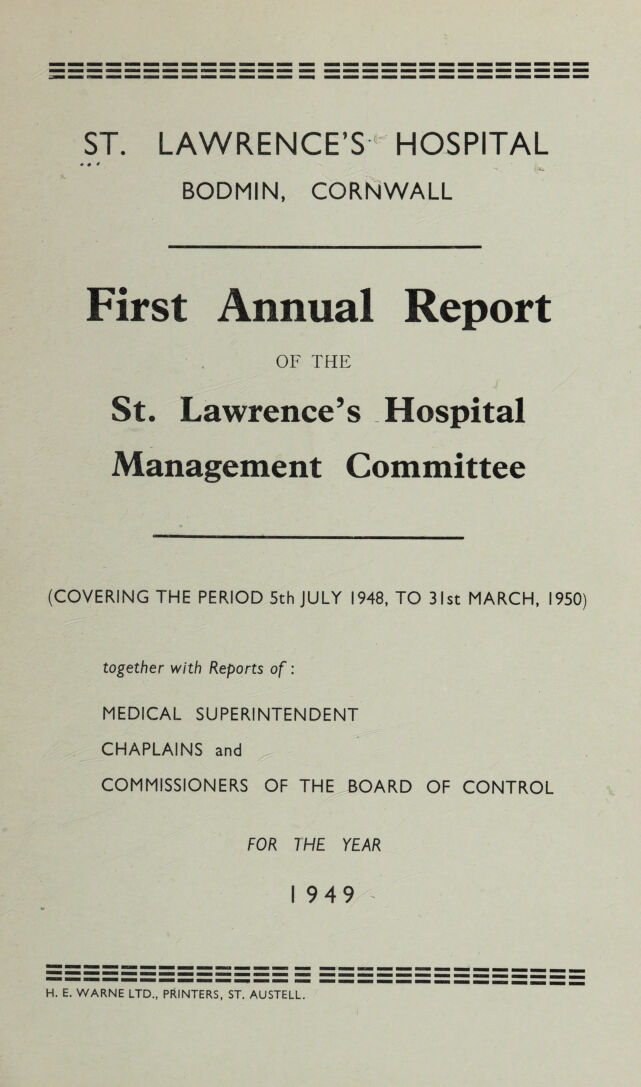 ST. LAWRENCE'S HOSPITAL
BODMIN, CORNWALL
First Annual Report
OF THE
St. Lawrence's Hospital
Management Committee
(COVERING THE PERIOD 5th JULY 1948, TO 31st MARCH, 1950)
together with Reports of:
MEDICAL SUPERINTENDENT
CHAPLAINS and
COMMISSIONERS OF THE BOARD OF CONTROL
FOR THE YEAR
1949
H. E. WARNE LTD., PRINTERS, ST. AUSTELL.